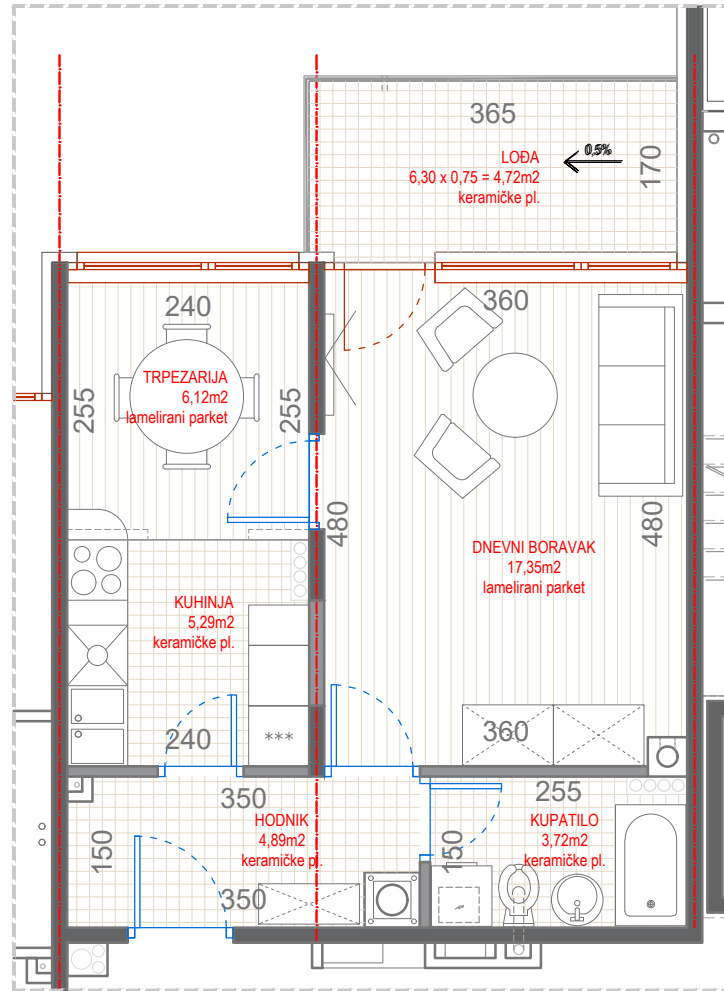 365
LOĐA
6,30 x 0,75 = 4,72m2
keramičke pl.
0,5%
170
240
360
TRPEZARIJA
6,12m2
lamelirani parket
255
255
480
480
DNEVNI BORAVAK
17,35m2
lamelirani parket
KUHINJA
5,29m2
keramičke pl.
240
***
360
350
255
HODNIK
4,89m2
keramičke pl.
150
350
150
KUPATILO
3,72m2
keramičke pl.